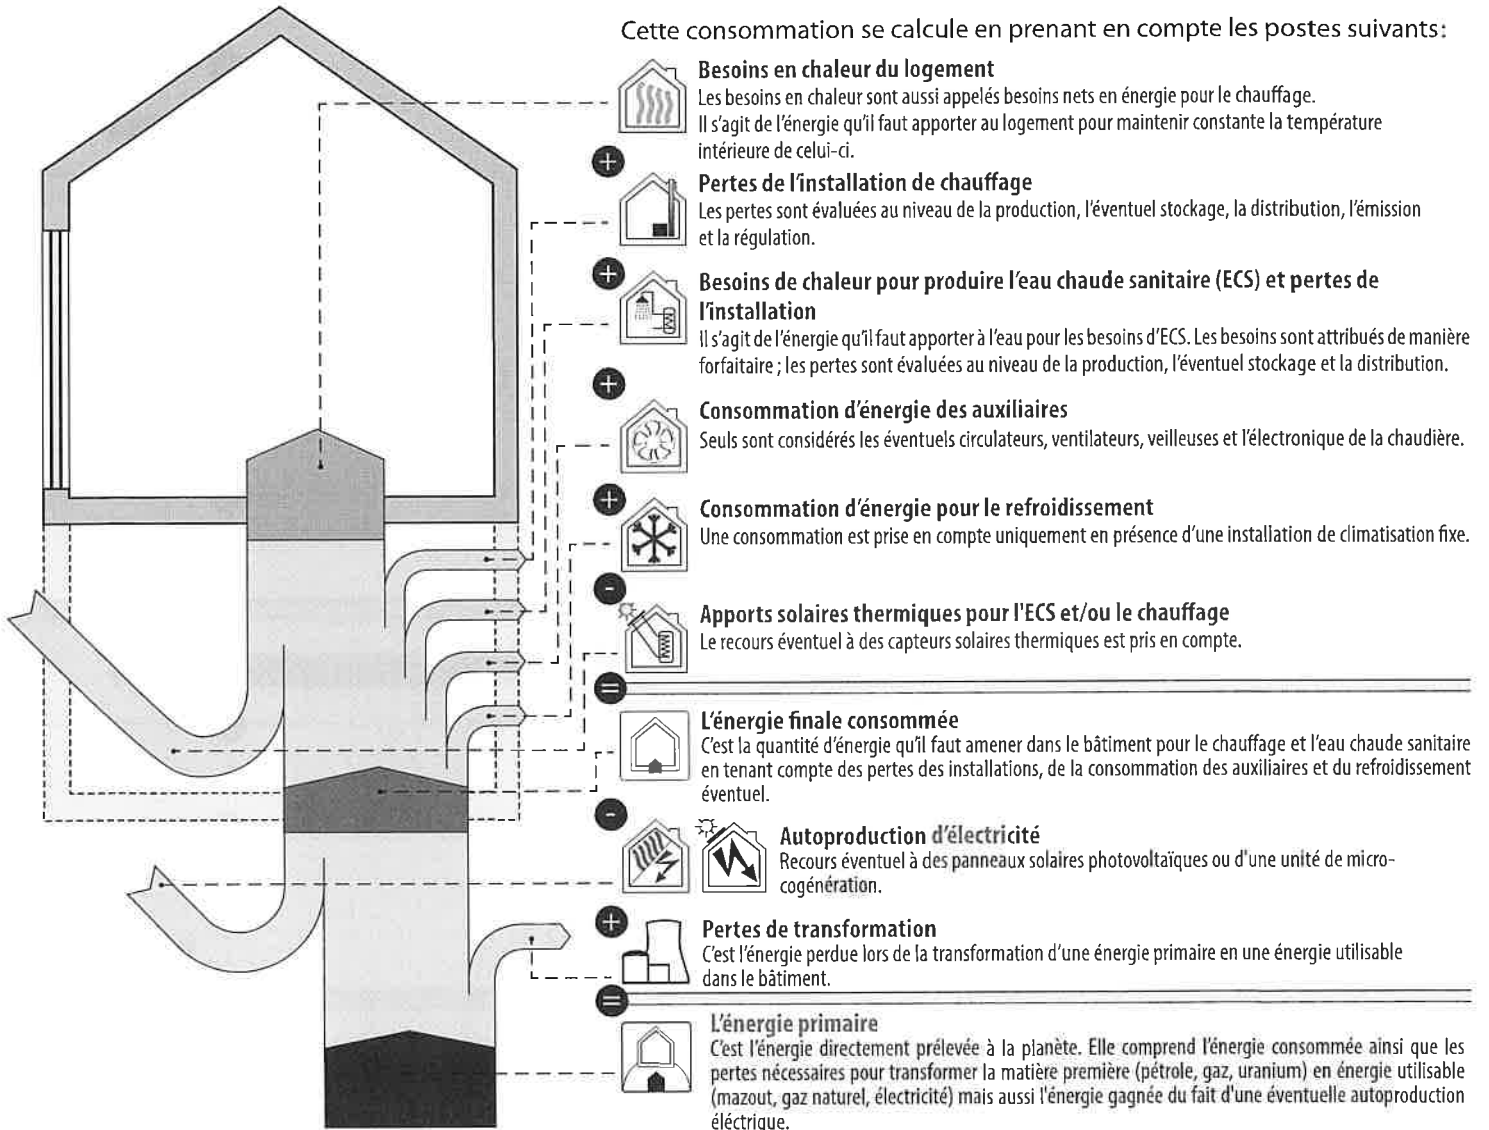 Cette consommation se calcule en prenant en compte les postes suivants:
Besoins en chaleur du logement
Les besoins en chaleur sont aussi appelés besoins nets en énergie pour le chauffage.
Il s'agit de l'énergie qu'il faut apporter au logement pour maintenir constante la température
intérieure de celui-ci.
+
Pertes de l'installation de chauffage
Les pertes sont évaluées au niveau de la production, l'éventuel stockage, la distribution, l'émission
et la régulation.
+
Besoins de chaleur pour produire l'eau chaude sanitaire (ECS) et pertes de
l'installation
Il s'agit de l'énergie qu'il faut apporter à l'eau pour les besoins d'ECS. Les besoins sont attribués de manière
forfaitaire ; les pertes sont évaluées au niveau de la production, l'éventuel stockage et la distribution.
+
Consommation d'énergie des auxiliaires
Seuls sont considérés les éventuels circulateurs, ventilateurs, veilleuses et l'électronique de la chaudière.
+
Consommation d'énergie pour le refroidissement
Une consommation est prise en compte uniquement en présence d'une installation de climatisation fixe.
-
Apports solaires thermiques pour l'ECS et/ou le chauffage
Le recours éventuel à des capteurs solaires thermiques est pris en compte.
=
L'énergie finale consommée
C'est la quantité d'énergie qu'il faut amener dans le bâtiment pour le chauffage et l'eau chaude sanitaire
en tenant compte des pertes des installations, de la consommation des auxiliaires et du refroidissement
éventuel.
-
Autoproduction d'électricité
Recours éventuel à des panneaux solaires photovoltaïques ou d'une unité de micro-
cogénération.
+
Pertes de transformation
C'est l'énergie perdue lors de la transformation d'une énergie primaire en une énergie utilisable
dans le bâtiment.
=
L'énergie primaire
C'est l'énergie directement prélevée à la planète. Elle comprend l'énergie consommée ainsi que les
pertes nécessaires pour transformer la matière première (pétrole, gaz, uranium) en énergie utilisable
(mazout, gaz naturel, électricité) mais aussi l'énergie gagnée du fait d'une éventuelle autoproduction
éléctrique.